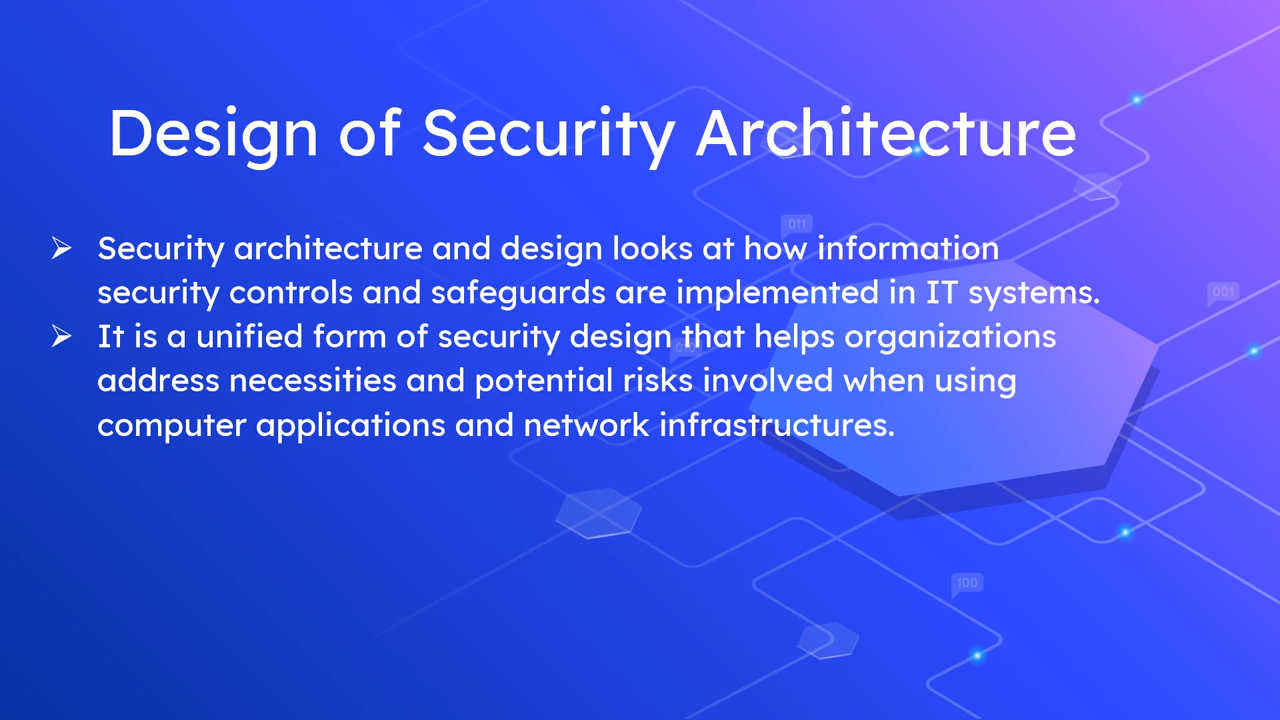 Design of Security Architecture
➢ Security architecture and design looks at how information
security controls and safeguards are implemented in IT systems.
➢ It is a unified form of security design that helps organizations
address necessities and potential risks involved when using
computer applications and network infrastructures.
011
001
010
100